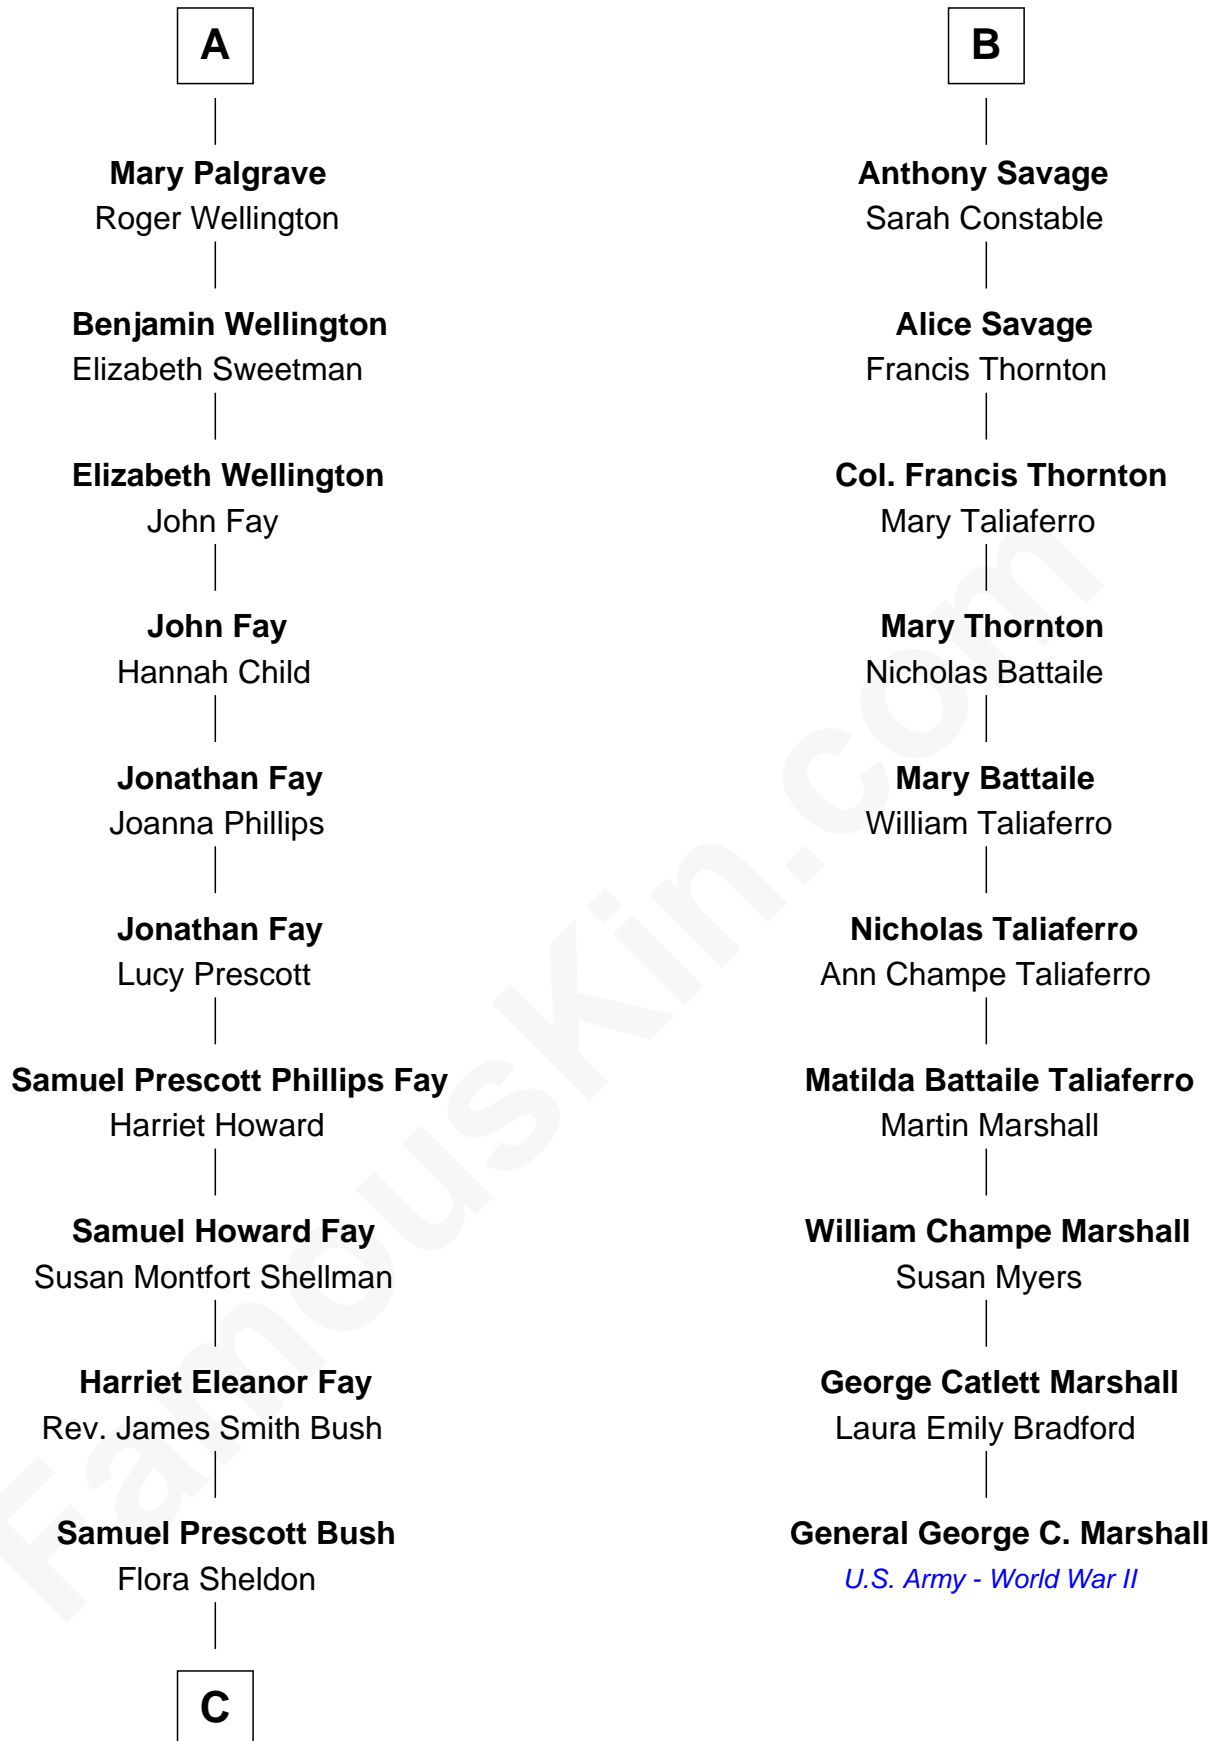 A
Mary Palgrave
Roger Wellington
Benjamin Wellington
Elizabeth Sweetman
Elizabeth Wellington
John Fay
John Fay
Hannah Child
Jonathan Fay
Joanna Phillips
Jonathan Fay
Lucy Prescott
Samuel Prescott Phillips Fay
Harriet Howard
Samuel Howard Fay
Susan Montfort Shellman
Harriet Eleanor Fay
Rev. James Smith Bush
Samuel Prescott Bush
Flora Sheldon
C
B
Anthony Savage
Sarah Constable
Alice Savage
Francis Thornton
Col. Francis Thornton
Mary Taliaferro
Mary Thornton
Nicholas Battaile
Mary Battaile
William Taliaferro
Nicholas Taliaferro
Ann Champe Taliaferro
Matilda Battaile Taliaferro
Martin Marshall
William Champe Marshall
Susan Myers
George Catlett Marshall
Laura Emily Bradford
General George C. Marshall
U.S. Army - World War II
FamousKin.com